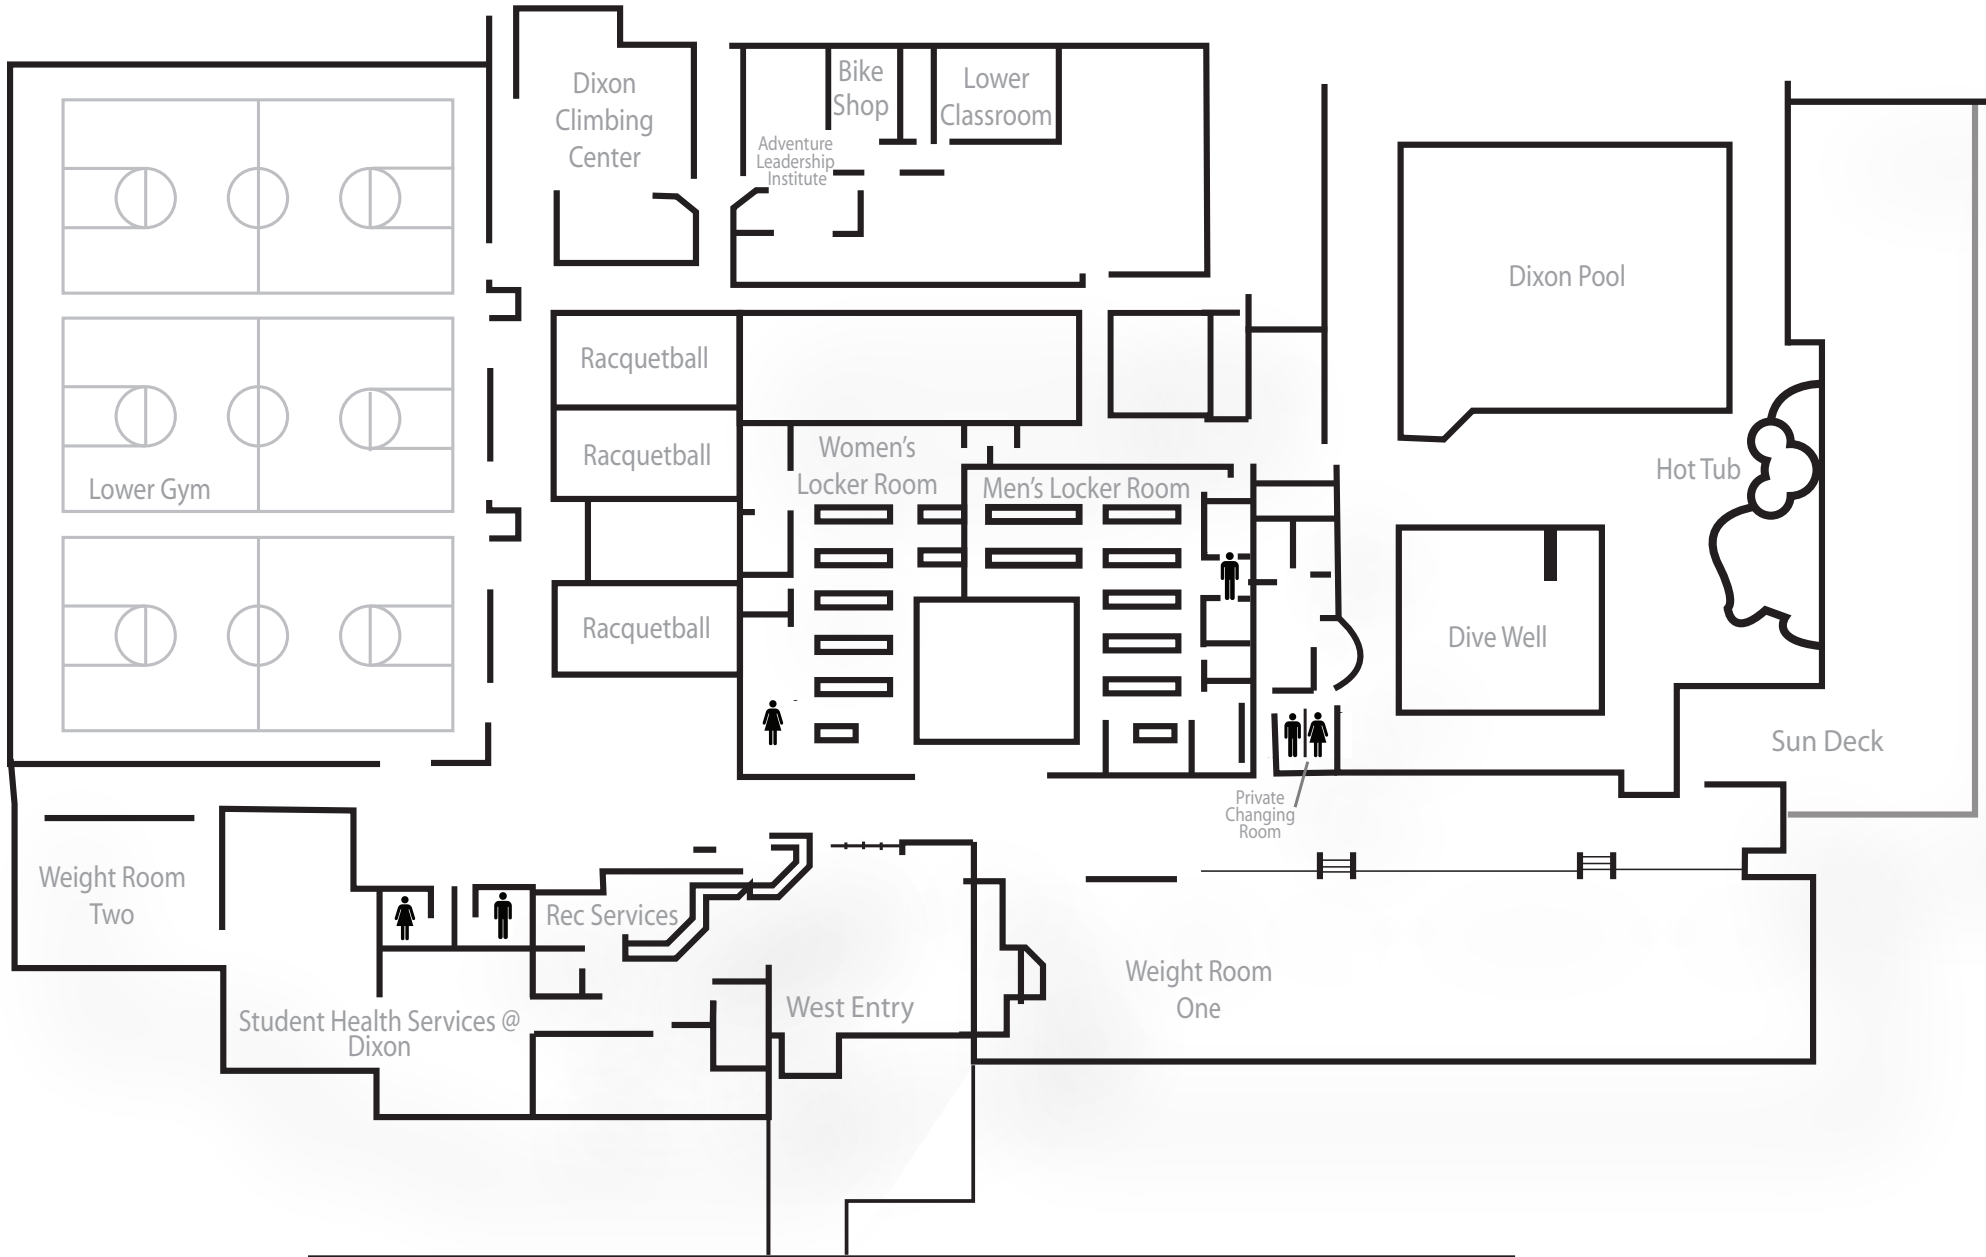 Dixon
Climbing
Center
Bike
Shop
Lower
Classroom
Adventure
Leadership
Institute
Dixon Pool
Racquetball
Racquetball
Women's
Locker Room
Men's Locker Room
Hot Tub
Lower Gym
Racquetball
Dive Well
Sun Deck
Private
Changing
Room
Weight Room
Two
Rec Services
Weight Room
One
West Entry
Student Health Services @
Dixon